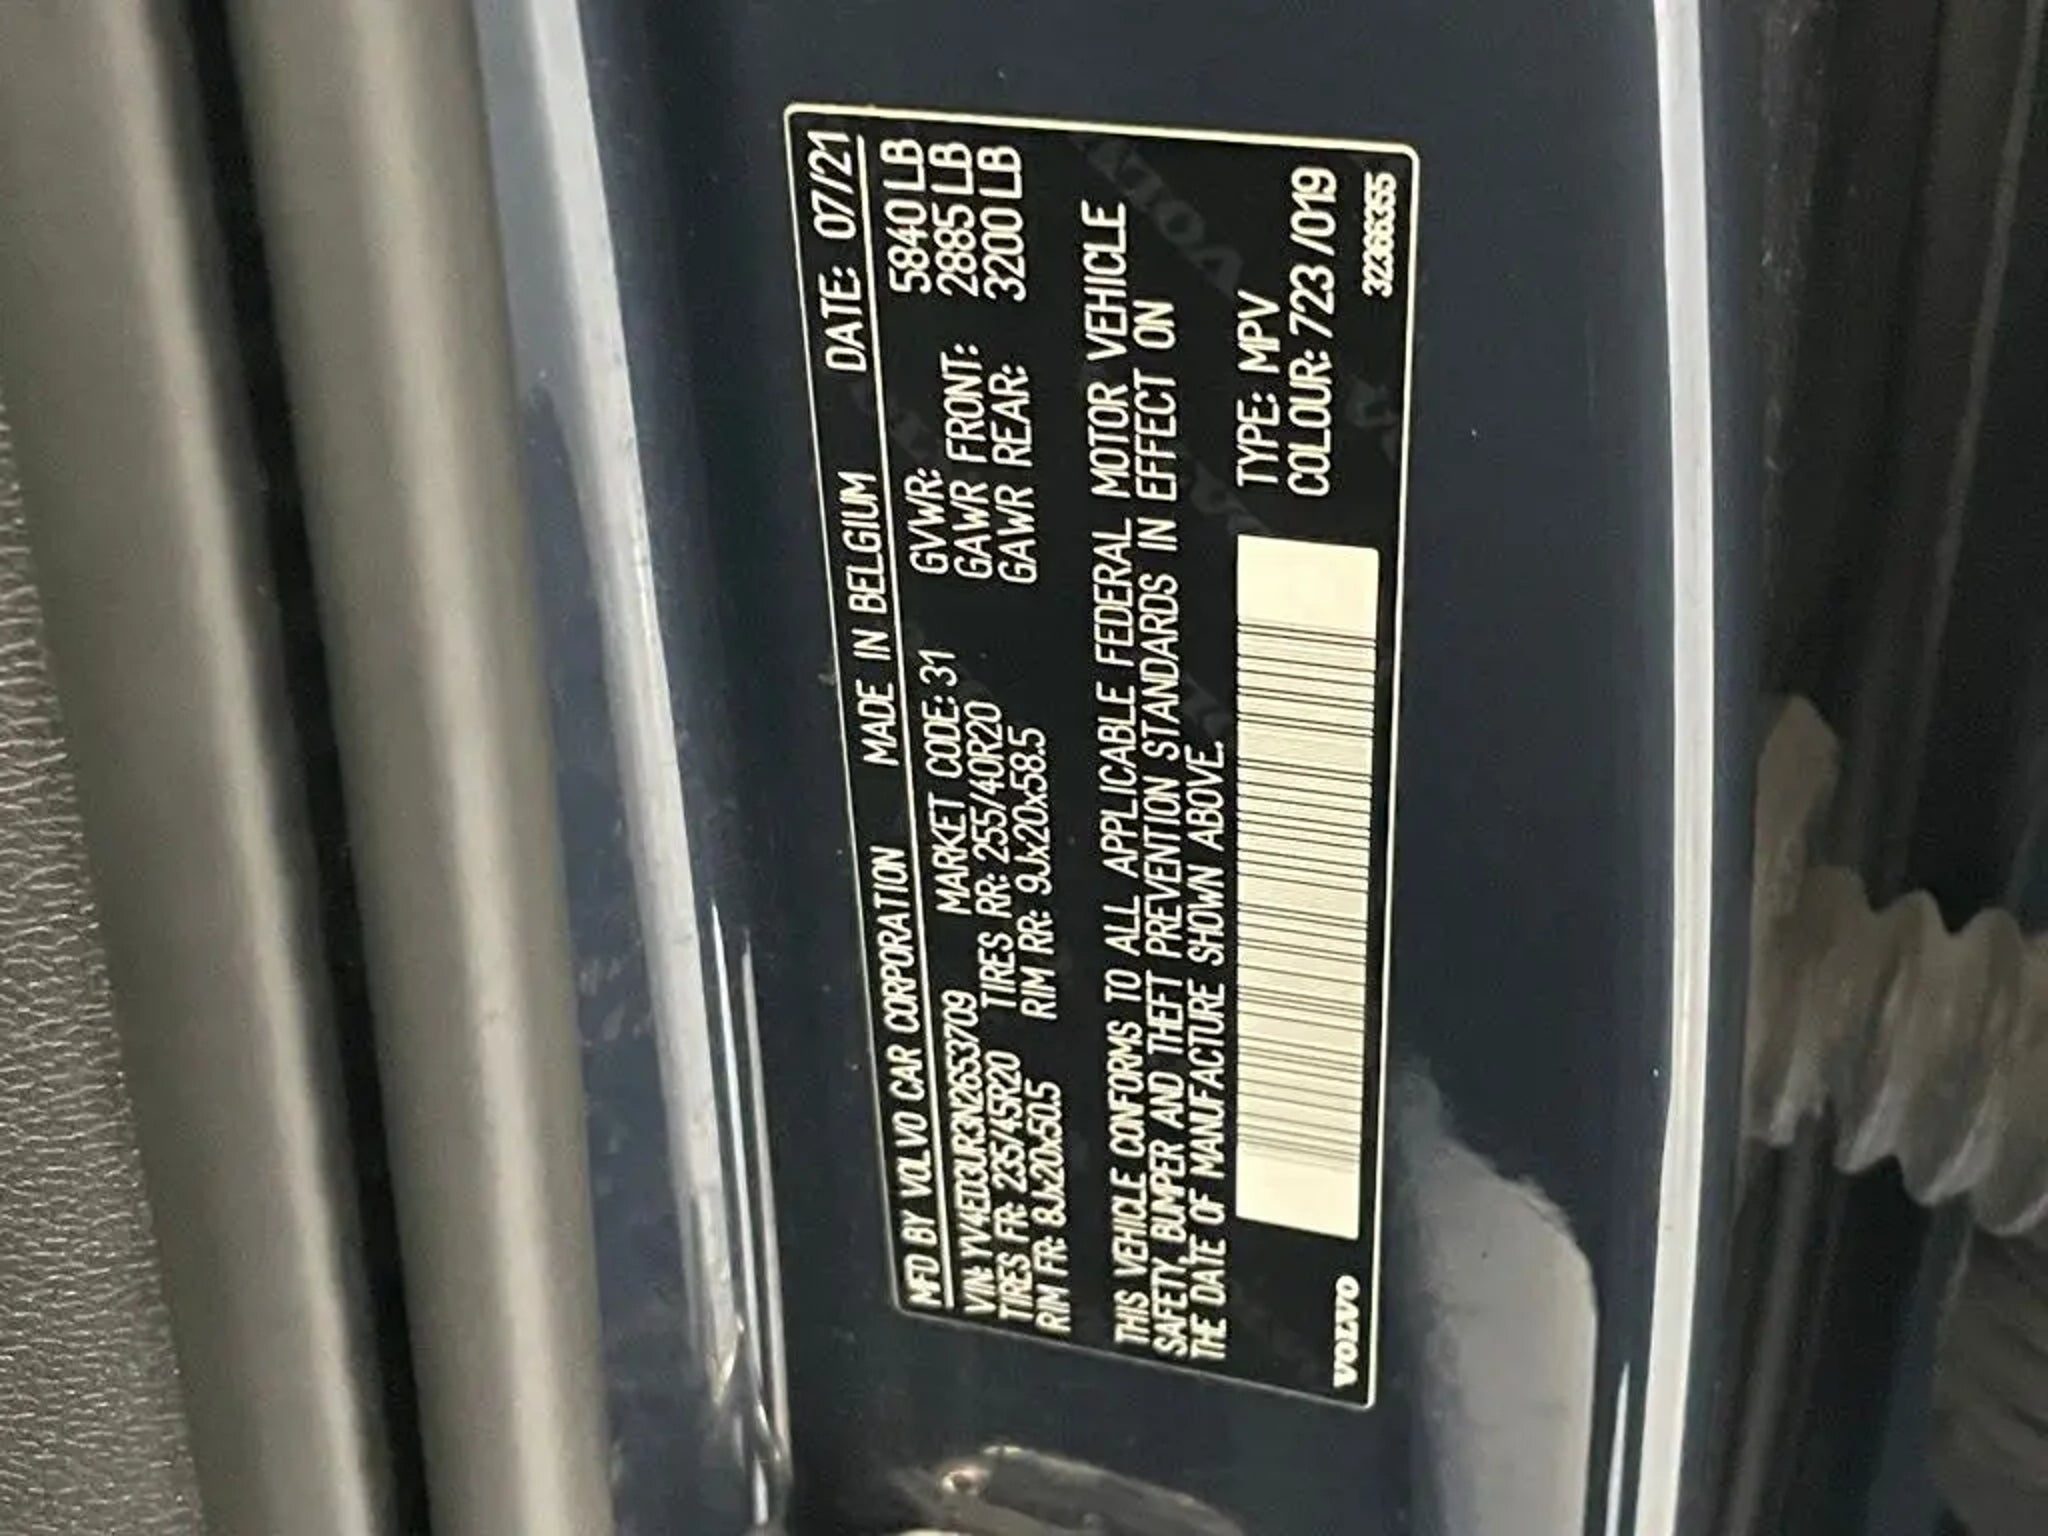 MFD BY VOLVO CAR CORPORATION MADE IN BELGIUM DATE: 07/21
VIN: YV4ED3UR3N2653709 MARKET CODE: 31 GVWR: 5840 LB
TIRES FR: 235/45R20 TIRES RR: 255/40R20 GAWR FRONT: 2885 LB
RIM FR: 8Jx20x50.5 RIM RR: 9Jx20x58.5 GAWR REAR: 3200 LB
THIS VEHICLE CONFORMS TO ALL APPLICABLE FEDERAL MOTOR VEHICLE
SAFETY, BUMPER AND THEFT PREVENTION STANDARDS IN EFFECT ON
THE DATE OF MANUFACTURE SHOWN ABOVE.
TYPE: MPV
COLOUR: 723 /019
VOLVO 32366355